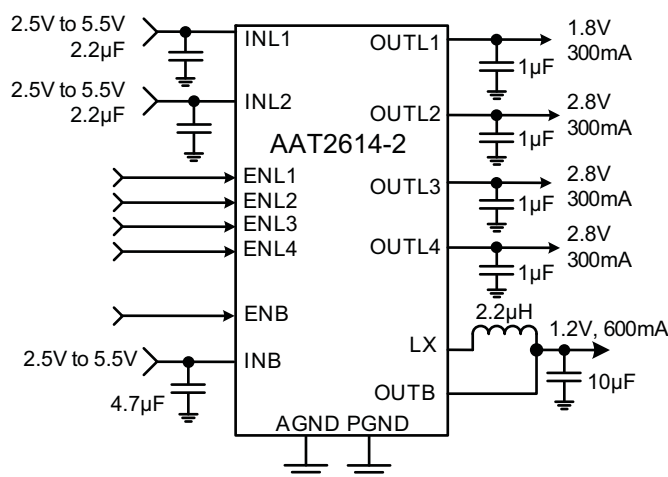 2.5V to 5.5V
2.2µF
2.5V to 5.5V
2.2µF
INL1
INL2
AAT2614-2
ENL1
ENL2
ENL3
ENL4
ENB
2.5V to 5.5V
INB
4.7µF
AGND PGND
OUTL1
1.8V
300mA
1µF
OUTL2
2.8V
300mA
1µF
OUTL3
2.8V
300mA
1µF
OUTL4
2.8V
300mA
1µF
2.2µH
LX
1.2V, 600mA
10µF
OUTB